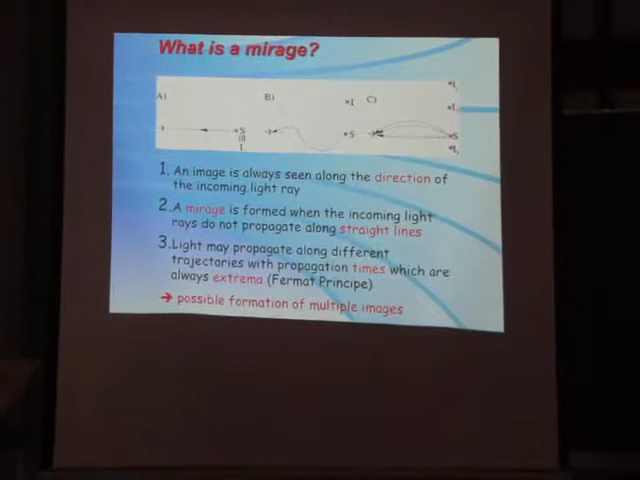 What is a mirage?
A) B) •I C) •I
•I
•S •S S
I •I
1. An image is always seen along the direction of
the incoming light ray
2. A mirage is formed when the incoming light
rays do not propagate along straight lines
3. Light may propagate along different
trajectories with propagation times which are
always extrema (Fermat Principe)
➔ possible formation of multiple images